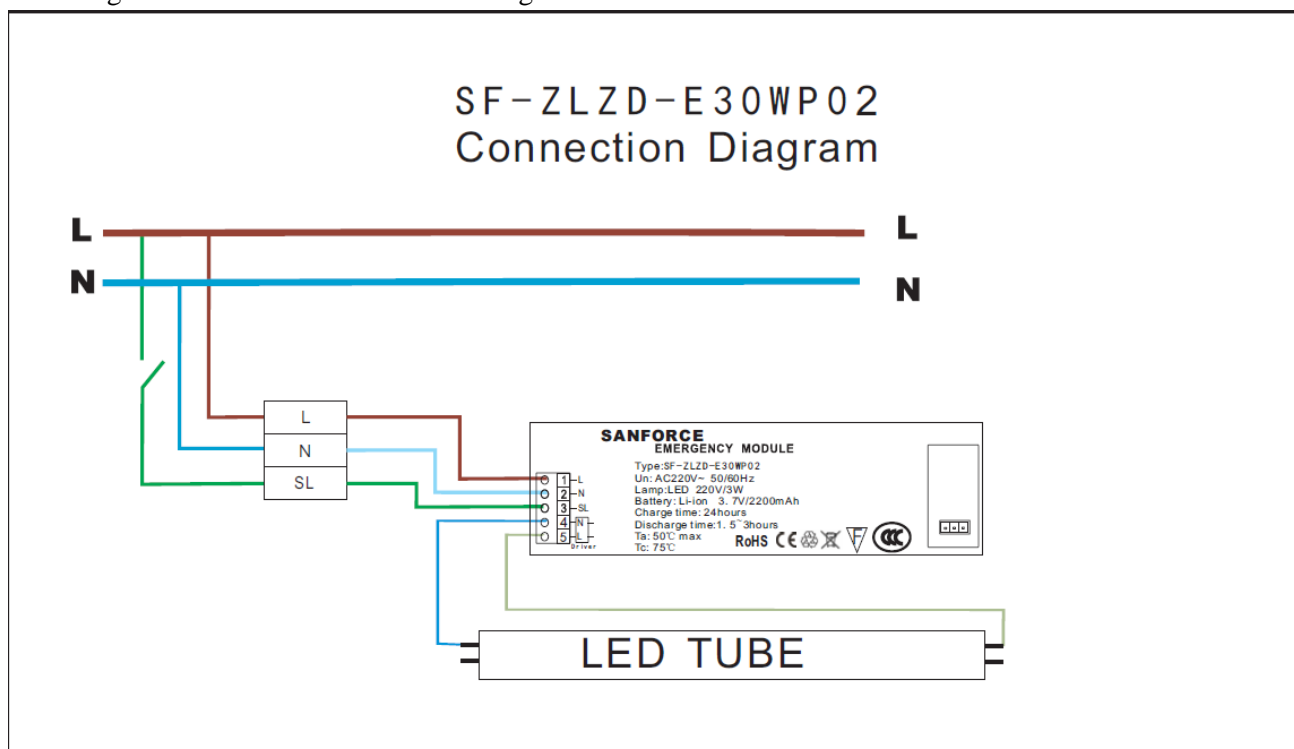 SF-ZLZD-E30WP02
Connection Diagram
L
L
N
N
L
N
SL
SANFORCE
EMERGENCY MODULE
Type:SF-ZLZD-E30WP02
Un: AC220V~ 50/60Hz
Lamp:LED 220V/3W
Battery: Li-ion 3. 7V/2200mAh
Charge time: 24hours
Discharge time:1. 5~3hours
Ta: 50℃ max
Tc: 75℃
RoHS CE F CCC
1 L
2 N
3 SL
4 N
5 L
Driver
LED TUBE